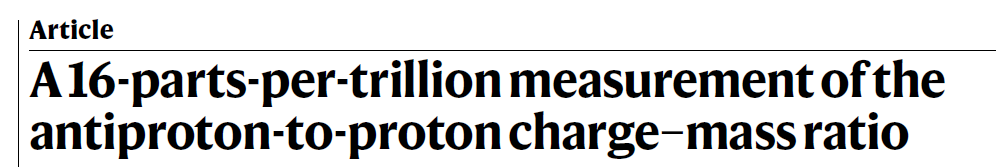 Article
A 16-parts-per-trillion measurement of the
antiproton-to-proton charge–mass ratio